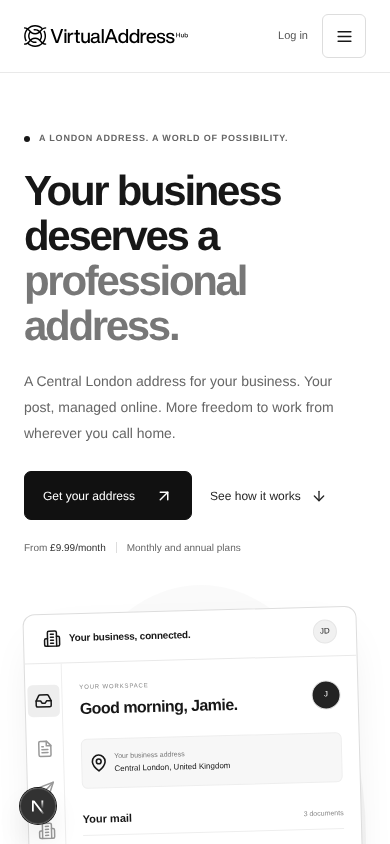 VirtualAddress Hub
Log in
A LONDON ADDRESS. A WORLD OF POSSIBILITY.
Your business
deserves a
professional
address.
A Central London address for your business. Your
post, managed online. More freedom to work from
wherever you call home.
Get your address
See how it works
From £9.99/month
Monthly and annual plans
Your business, connected.
JD
YOUR WORKSPACE
Good morning, Jamie.
J
Your business address
Central London, United Kingdom
N
Your mail
3 documents